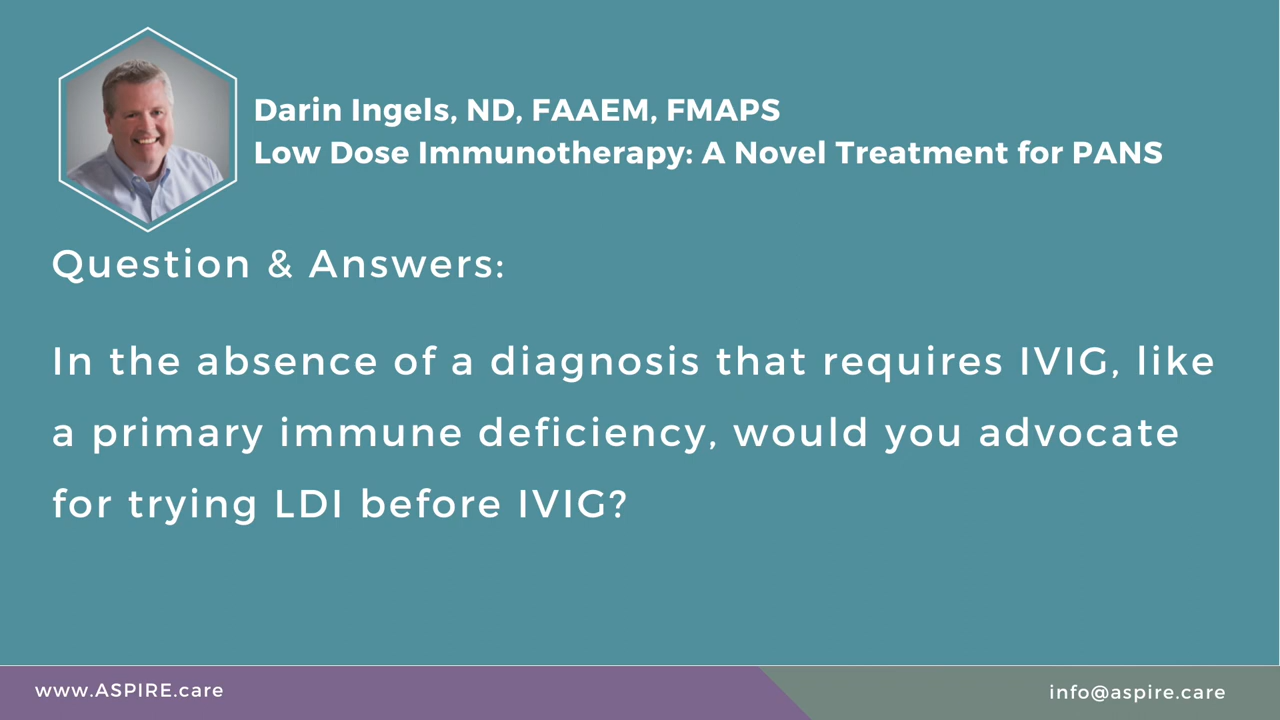 Darin Ingels, ND, FAAEM, FMAPS
Low Dose Immunotherapy: A Novel Treatment for PANS
Question & Answers:
In the absence of a diagnosis that requires IVIG, like
a primary immune deficiency, would you advocate
for trying LDI before IVIG?
www.ASPIRE.care
info@aspire.care